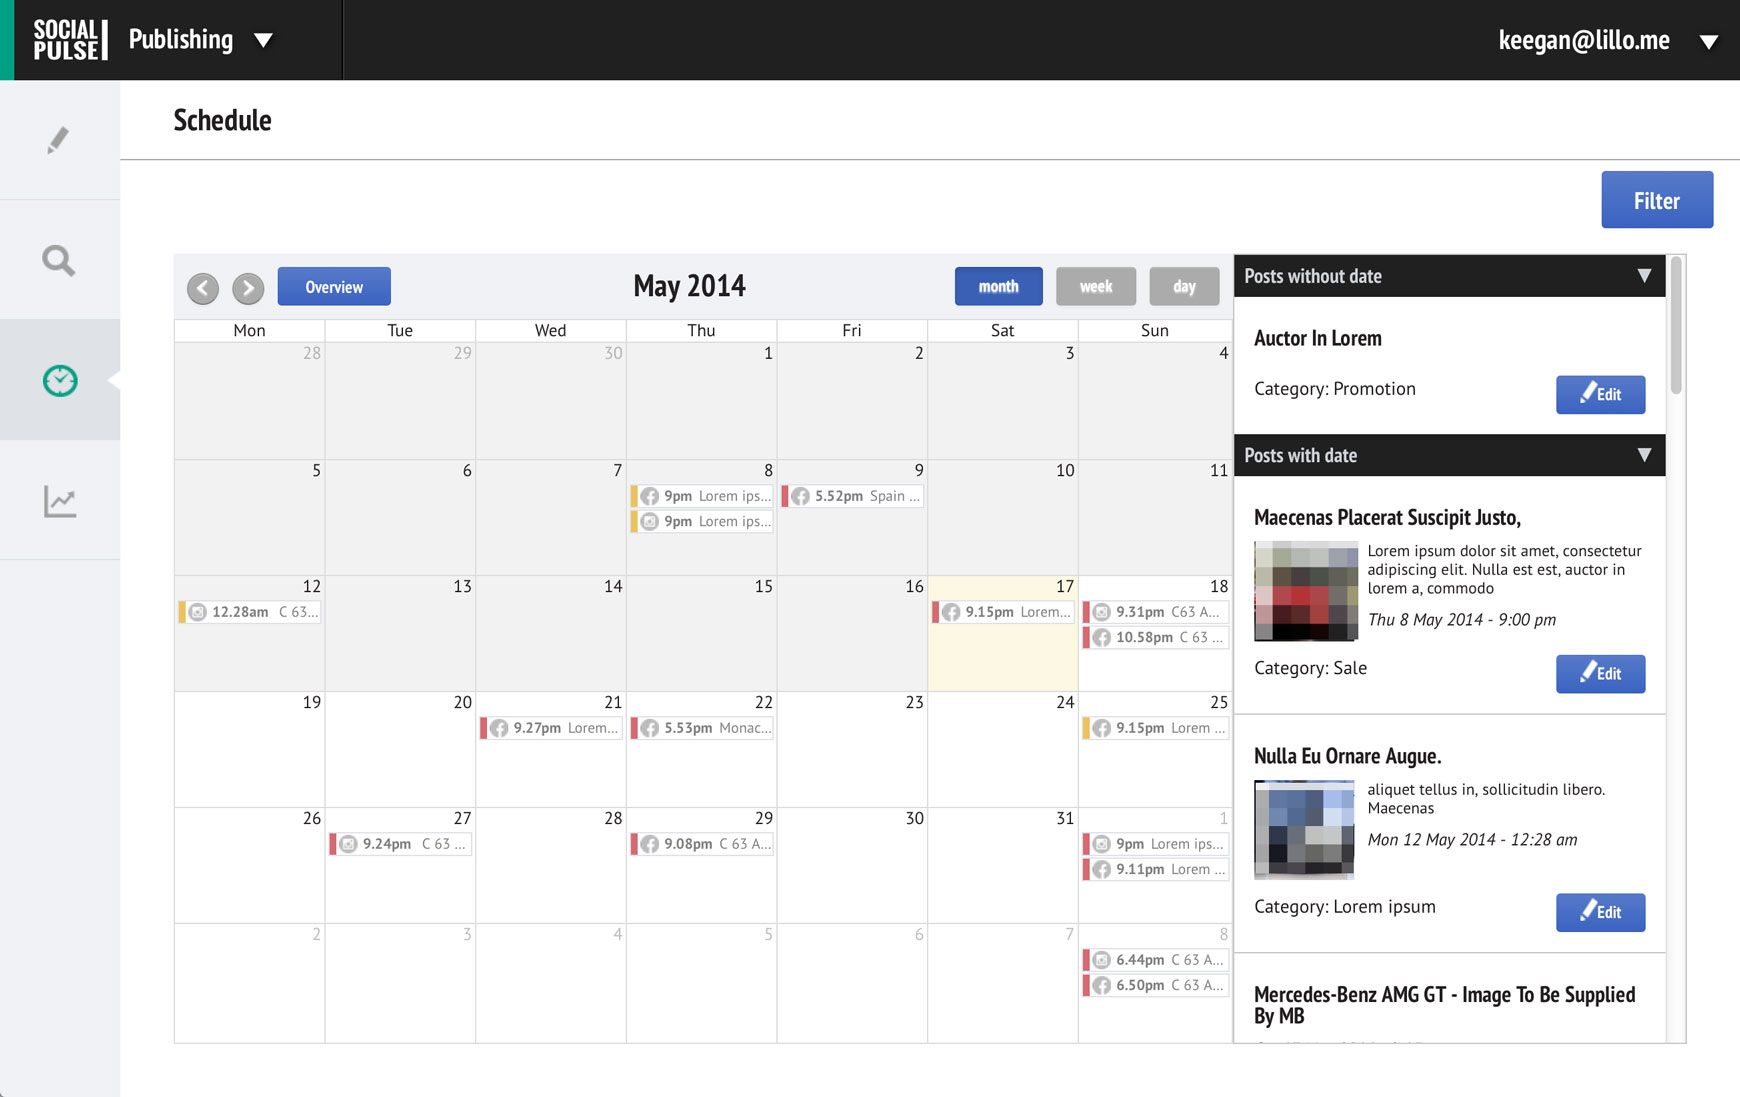 SOCIAL
PULSE
Publishing
keegan@lillo.me
Schedule
Filter
Overview
May 2014
month
week
day
Mon
Tue
Wed
Thu
Fri
Sat
Sun
28
29
30
1
2
3
4
5
6
7
8
9
10
11
9pm Lorem ips...
5.52pm Spain ...
9pm Lorem ips...
12
13
14
15
16
17
18
12.28am C 63...
9.15pm Lorem...
9.31pm C63 A...
10.58pm C 63 ...
19
20
21
22
23
24
25
9.27pm Lorem...
5.53pm Monac...
9.15pm Lorem ...
26
27
28
29
30
31
1
9.24pm C 63 ...
9.08pm C 63 A...
9pm Lorem ips...
9.11pm Lorem ...
2
3
4
5
6
7
8
6.44pm C 63 A...
6.50pm C 63 A...
Posts without date
Auctor In Lorem
Category: Promotion
Edit
Posts with date
Maecenas Placerat Suscipit Justo,
Lorem ipsum dolor sit amet, consectetur
adipiscing elit. Nulla est est, auctor in
lorem a, commodo
Thu 8 May 2014 - 9:00 pm
Category: Sale
Edit
Nulla Eu Ornare Augue.
aliquet tellus in, sollicitudin libero.
Maecenas
Mon 12 May 2014 - 12:28 am
Category: Lorem ipsum
Edit
Mercedes-Benz AMG GT - Image To Be Supplied
By MB